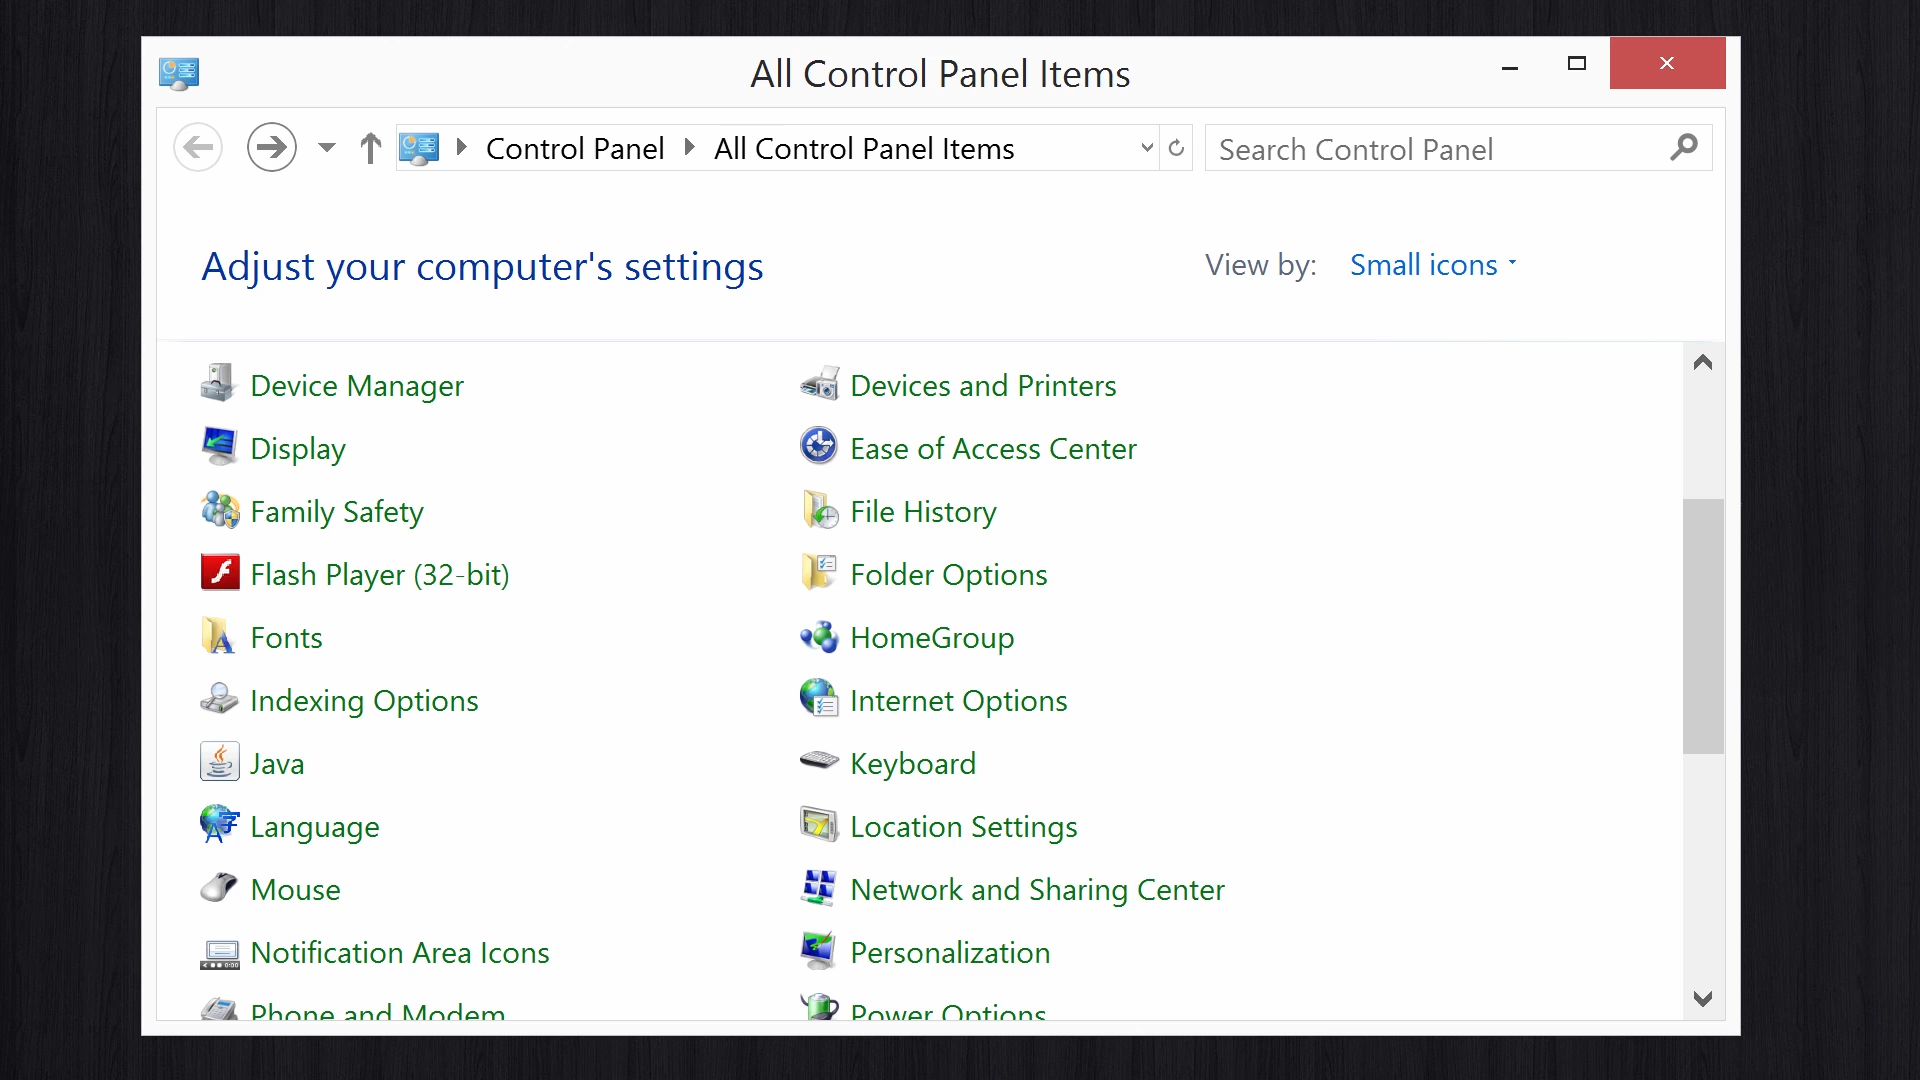 All Control Panel Items
Control Panel All Control Panel Items
Search Control Panel
Adjust your computer's settings
View by: Small icons
Device Manager
Devices and Printers
Display
Ease of Access Center
Family Safety
File History
Flash Player (32-bit)
Folder Options
Fonts
HomeGroup
Indexing Options
Internet Options
Java
Keyboard
Language
Location Settings
Mouse
Network and Sharing Center
Notification Area Icons
Personalization
Phone and Modem
Power Options